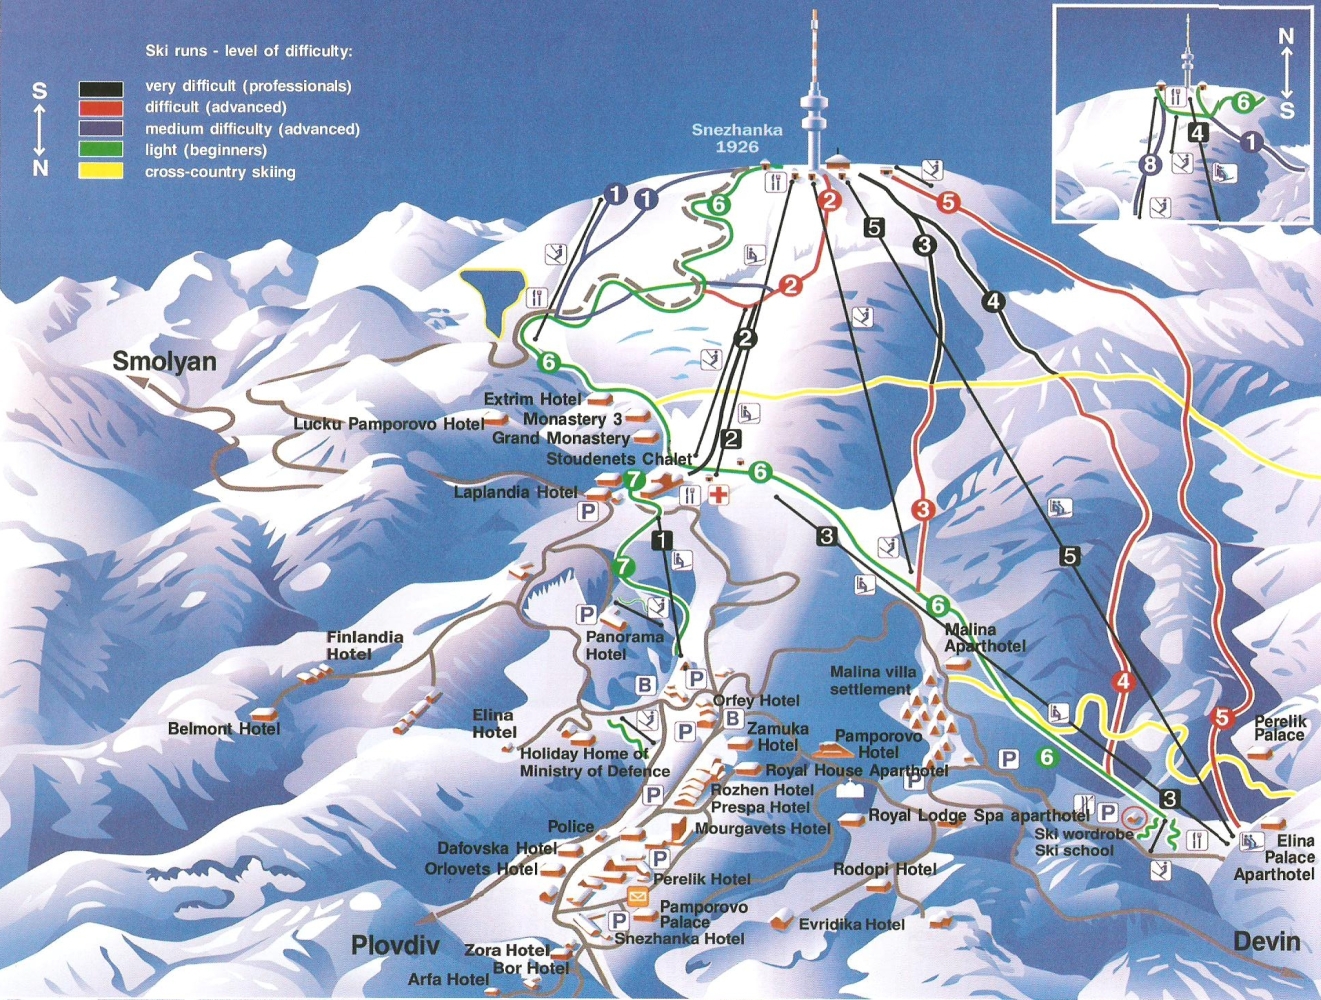 Ski runs - level of difficulty:
S
N
very difficult (professionals)
difficult (advanced)
medium difficulty (advanced)
light (beginners)
cross-country skiing
Snezhanka
1926
N
S
6
4
1
8
1
1
6
2
5
5
3
2
4
2
6
Smolyan
Extrim Hotel
Monastery 3
Lucku Pamporovo Hotel
Grand Monastery
2
Stoudenets Chalet
6
7
Laplandia Hotel
P
3
3
1
5
7
6
P
Panorama
Hotel
Malina
Aparthotel
Finlandia
Hotel
Malina villa
settlement
B
P
4
Orfey Hotel
5
Belmont Hotel
Elina
Hotel
P
B
Zamuka
Hotel
Pamporovo
Hotel
Perelik
Palace
Holiday Home of
Ministry of Defence
Royal House Aparthotel
P
6
P
P
Rozhen Hotel
Prespa Hotel
3
Royal Lodge Spa aparthotel
P
Police
Mourgavets Hotel
Ski wordrobe
Ski school
Elina
Palace
Aparthotel
Dafovska Hotel
P
Orlovets Hotel
Perelik Hotel
Rodopi Hotel
Pamporovo
Palace
P
Evridika Hotel
Snezhanka Hotel
Plovdiv
Devin
Zora Hotel
Bor Hotel
Arfa Hotel